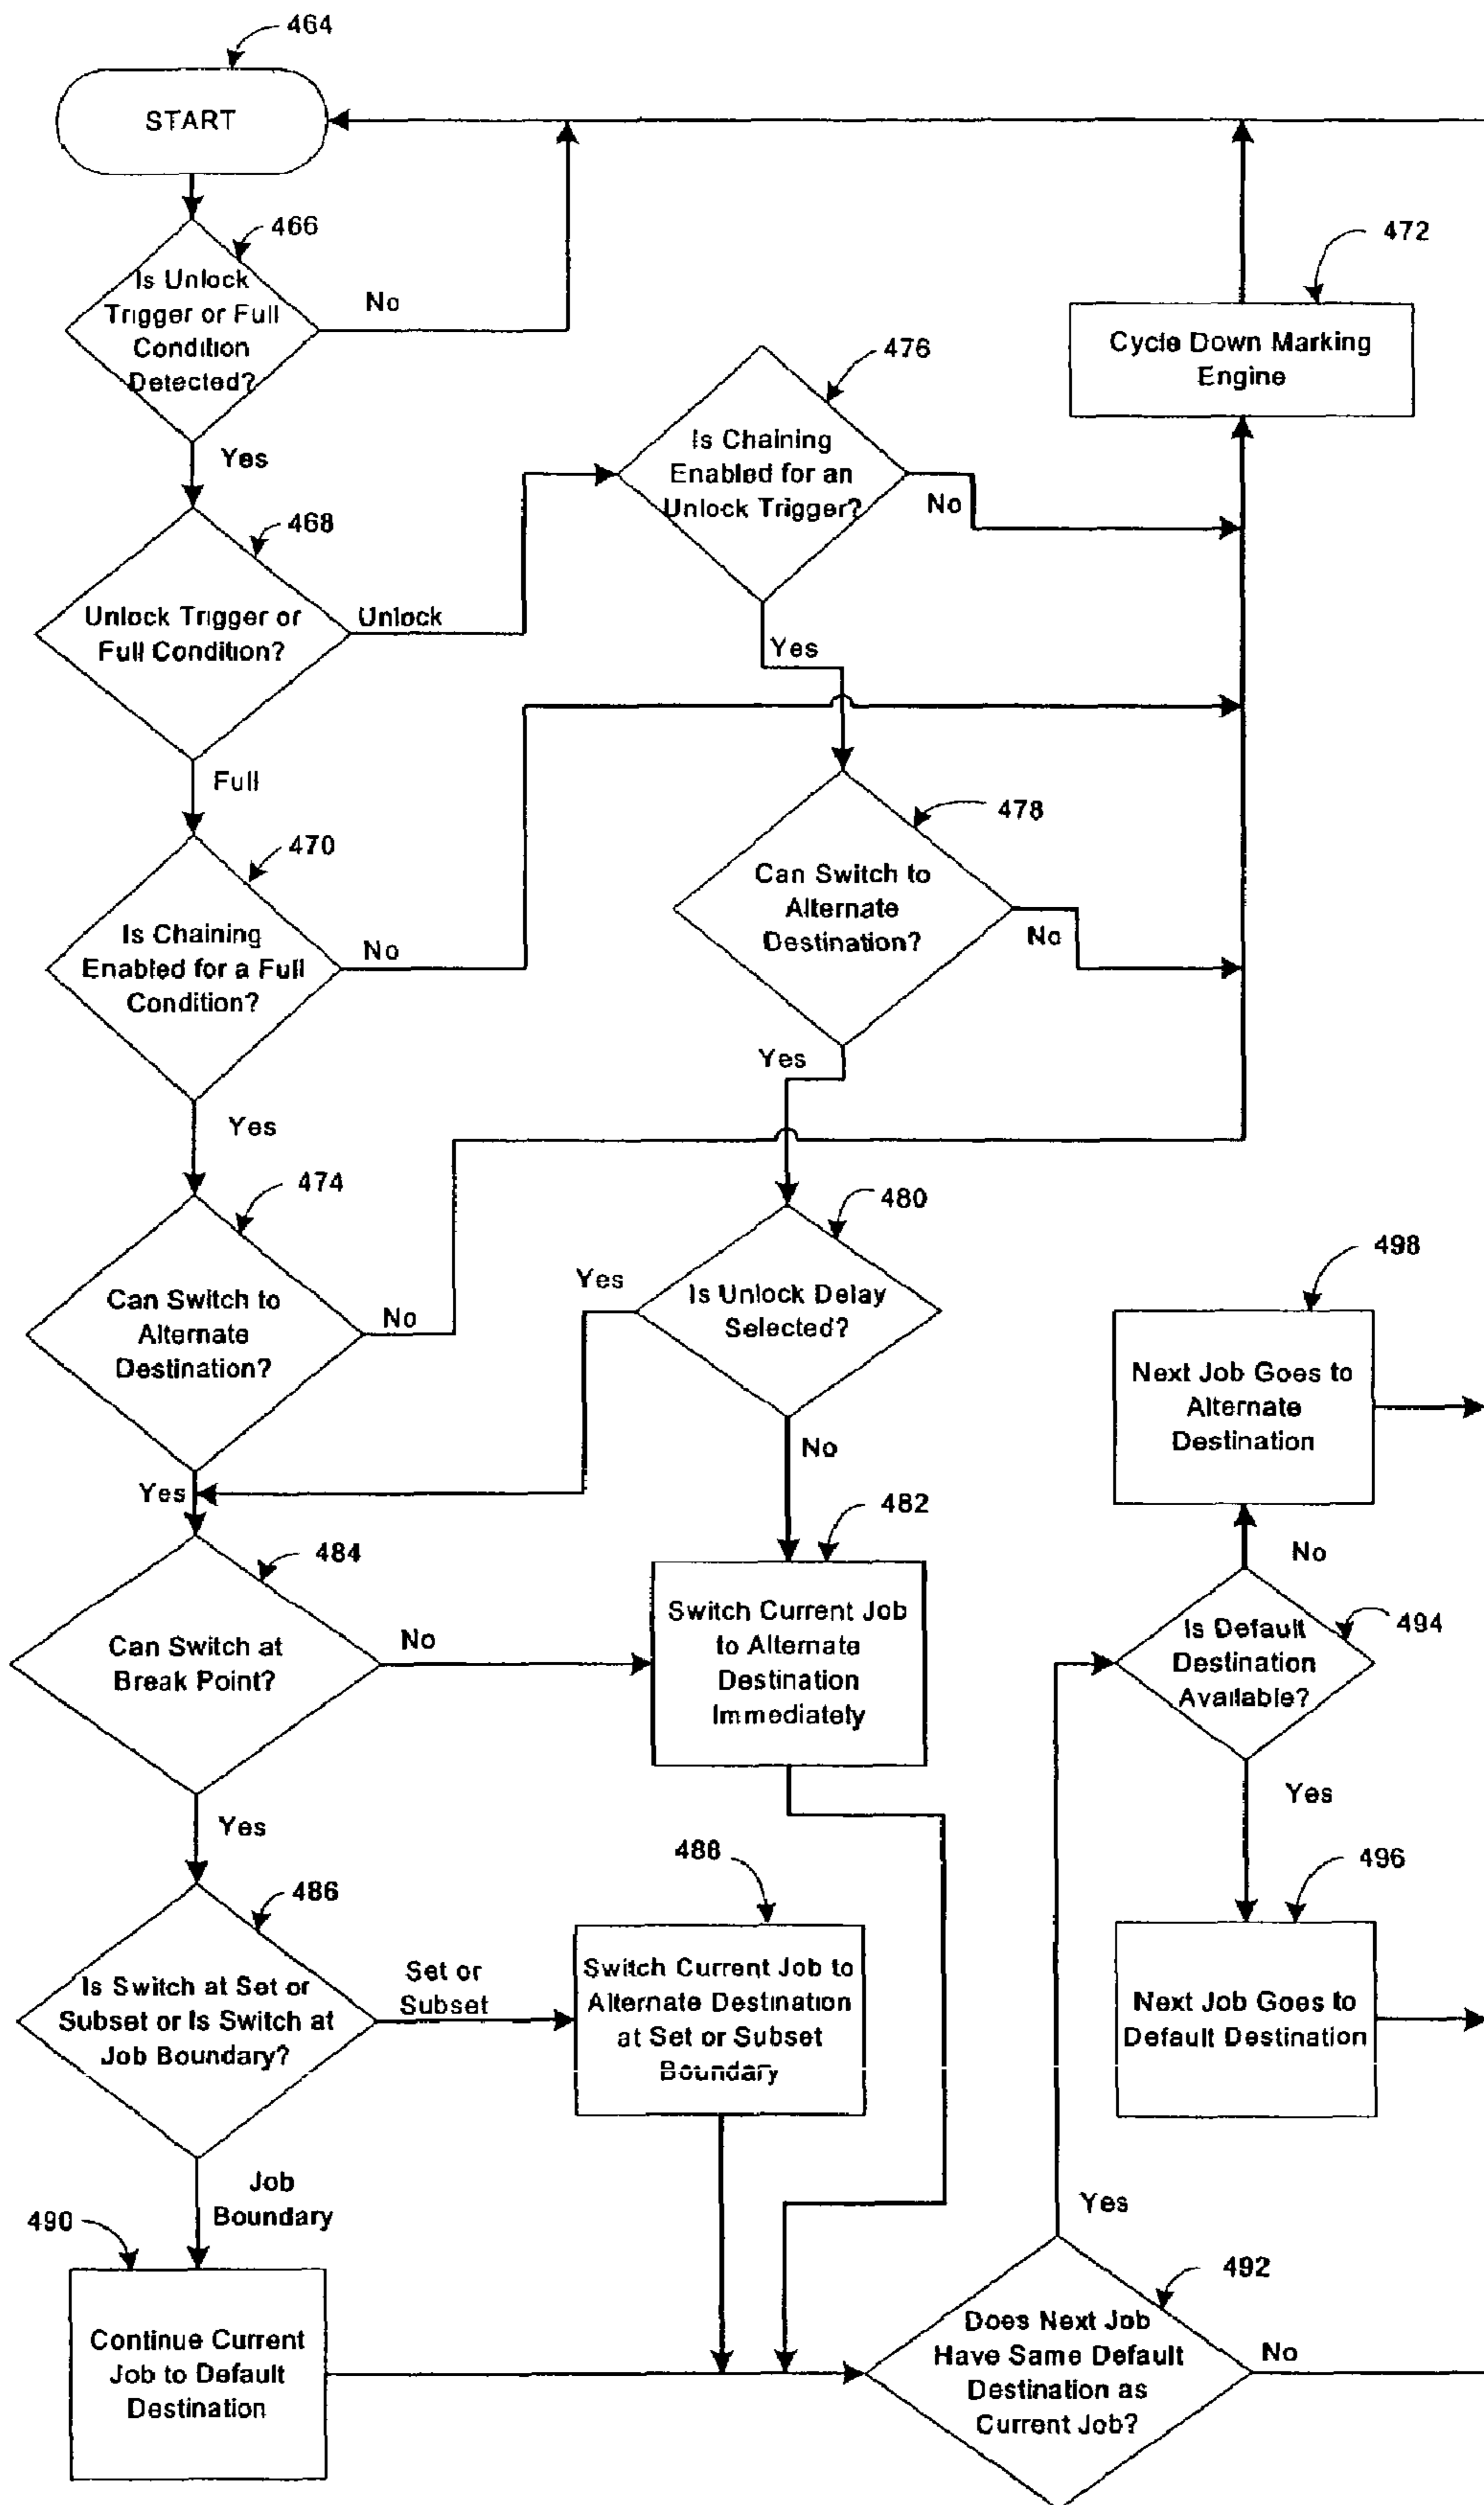 464
START
466
Is Unlock
Trigger or Full
Condition
Detected?
No
Yes
472
Cycle Down Marking
Engine
476
Is Chaining
Enabled for an
Unlock Trigger?
No
Yes
468
Unlock Trigger or
Full Condition?
Unlock
Full
470
Is Chaining
Enabled for a Full
Condition?
No
Yes
478
Can Switch to
Alternate
Destination?
No
Yes
474
Can Switch to
Alternate
Destination?
No
Yes
480
Is Unlock Delay
Selected?
Yes
No
498
Next Job Goes to
Alternate
Destination
No
482
Switch Current Job
to Alternate
Destination
Immediately
484
Can Switch at
Break Point?
No
Yes
494
Is Default
Destination
Available?
Yes
486
Is Switch at Set or
Subset or Is Switch at
Job Boundary?
Set or
Subset
Job
Boundary
488
Switch Current Job to
Alternate Destination
at Set or Subset
Boundary
496
Next Job Goes to
Default Destination
490
Continue Current
Job to Default
Destination
Yes
492
Does Next Job
Have Same Default
Destination as
Current Job?
No